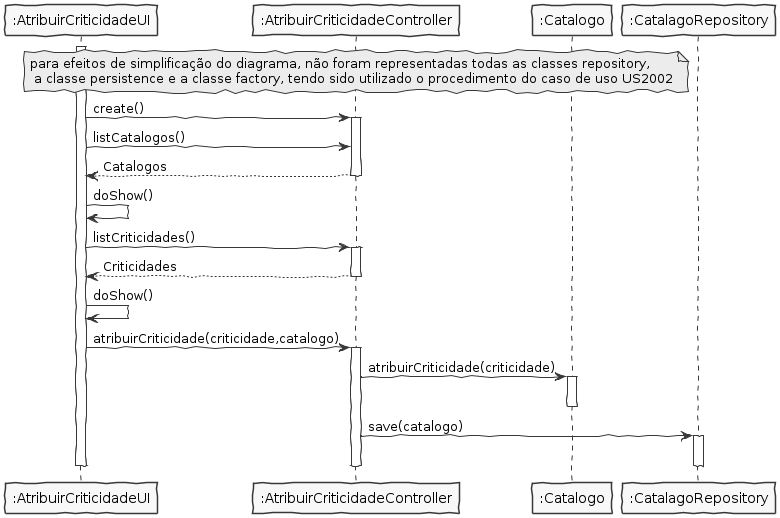 :AtribuirCriticidadeUI :AtribuirCriticidadeController :Catalogo :CatalagoRepository
para efeitos de simplificação do diagrama, não foram representadas todas as classes repository,
a classe persistence e a classe factory, tendo sido utilizado o procedimento do caso de uso US2002
create()
listCatalogos()
Catalogos
doShow()
listCriticidades()
Criticidades
doShow()
atribuirCriticidade(criticidade,catalogo)
atribuirCriticidade(criticidade)
save(catalogo)
:AtribuirCriticidadeUI :AtribuirCriticidadeController :Catalogo :CatalagoRepository